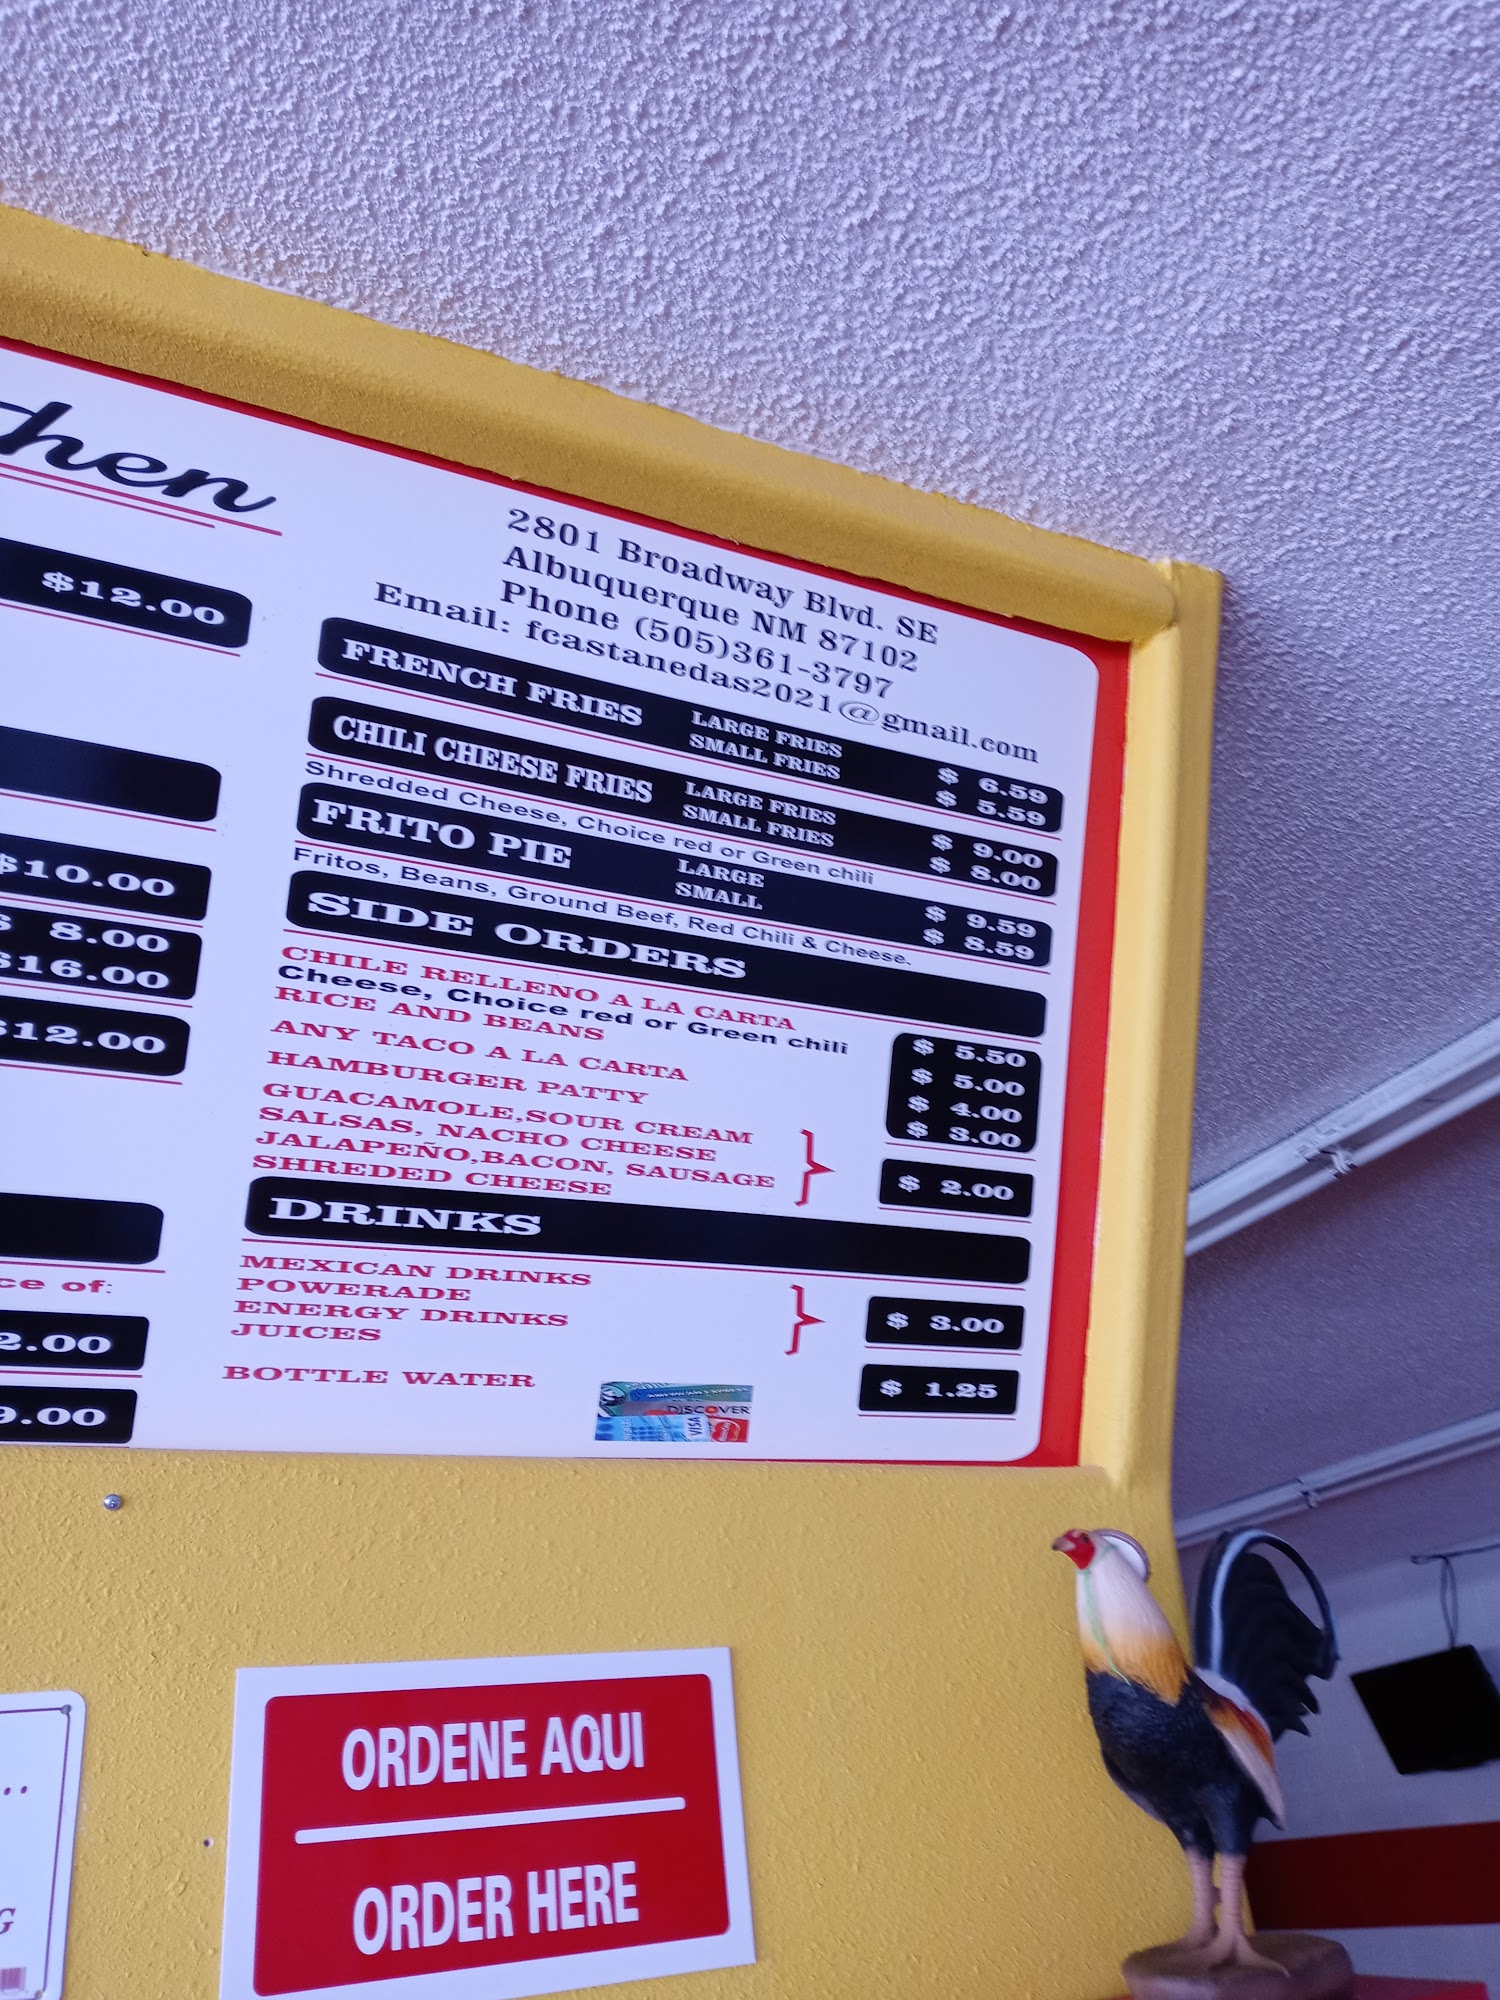 $12.00
$10.00
$ 8.00
$16.00
$12.00
ce of:
2.00
9.00
2801 Broadway Blvd. SE
Albuquerque NM 87102
Phone (505)361-3797
Email: fcastanedas2021@gmail.com
FRENCH FRIES LARGE FRIES $ 6.59
SMALL FRIES $ 5.59
CHILI CHEESE FRIES LARGE FRIES $ 9.00
SMALL FRIES $ 8.00
Shredded Cheese, Choice red or Green chili
FRITO PIE LARGE $ 9.59
SMALL $ 8.59
Fritos, Beans, Ground Beef, Red Chili & Cheese.
SIDE ORDERS
CHILE RELLENO A LA CARTA $ 5.50
Cheese, Choice red or Green chili
RICE AND BEANS $ 5.00
ANY TACO A LA CARTA $ 4.00
HAMBURGER PATTY $ 3.00
GUACAMOLE,SOUR CREAM
SALSAS, NACHO CHEESE
JALAPEÑO,BACON, SAUSAGE $ 2.00
SHREDED CHEESE
DRINKS
MEXICAN DRINKS
POWERADE
ENERGY DRINKS $ 3.00
JUICES
BOTTLE WATER $ 1.25
DISCOVER
VISA
ORDENE AQUI
ORDER HERE